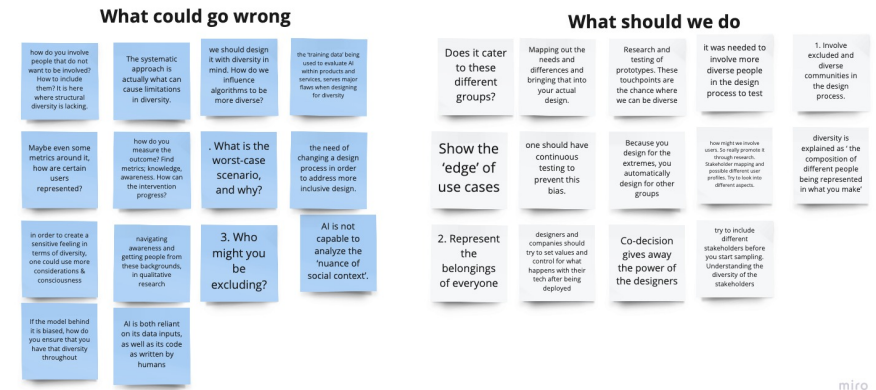 What could go wrong
how do you involve
people that do not
want to be involved?
How to include
them? It is here
where structural
diversity is lacking.
The systematic
approach is
actually what can
cause limitations
in diversity.
we should design
it with diversity in
mind. How do we
influence
algorithms to be
more diverse?
the 'training data' being
used to evaluate AI
within products and
services, serves major
flaws when designing
for diversity
Maybe even some
metrics around it,
how are certain
users
represented?
how do you
measure the
outcome? Find
metrics; knowledge,
awareness. How can
the intervention
progress?
. What is the
worst-case
scenario,
and why?
the need of
changing a design
process in order
to address more
inclusive design.
in order to create a
sensitive feeling in
terms of diversity,
one could use more
considerations &
consciousness
navigating
awareness and
getting people from
these backgrounds,
in qualitative
research
3. Who
might you
be
excluding?
AI is not
capable to
analyze the
'nuance of
social context'.
If the model behind
it is biased, how do
you ensure that you
have that diversity
throughout
AI is both reliant
on its data inputs,
as well as its code
as written by
humans
What should we do
Does it cater
to these
different
groups?
Mapping out the
needs and
differences and
bringing that into
your actual
design.
Research and
testing of
prototypes. These
touchpoints are
the chance where
we can be diverse
it was needed to
involve more
diverse people
in the design
process to test
1. Involve
excluded and
diverse
communities in
the design
process.
Show the
'edge' of
use cases
one should have
continuous
testing to
prevent this
bias.
Because you
design for the
extremes, you
automatically
design for other
groups
how might we involve
users. So really promote it
through research.
Stakeholder mapping and
possible different user
profiles. Try to look into
different aspects.
diversity is
explained as ' the
composition of
different people
being represented
in what you make'
2. Represent
the
belongings
of everyone
designers and
companies should
try to set values and
control for what
happens with their
tech after being
deployed
Co-decision
gives away
the power of
the designers
try to include
different
stakeholders before
you start sampling.
Understanding the
diversity of the
stakeholders
miro